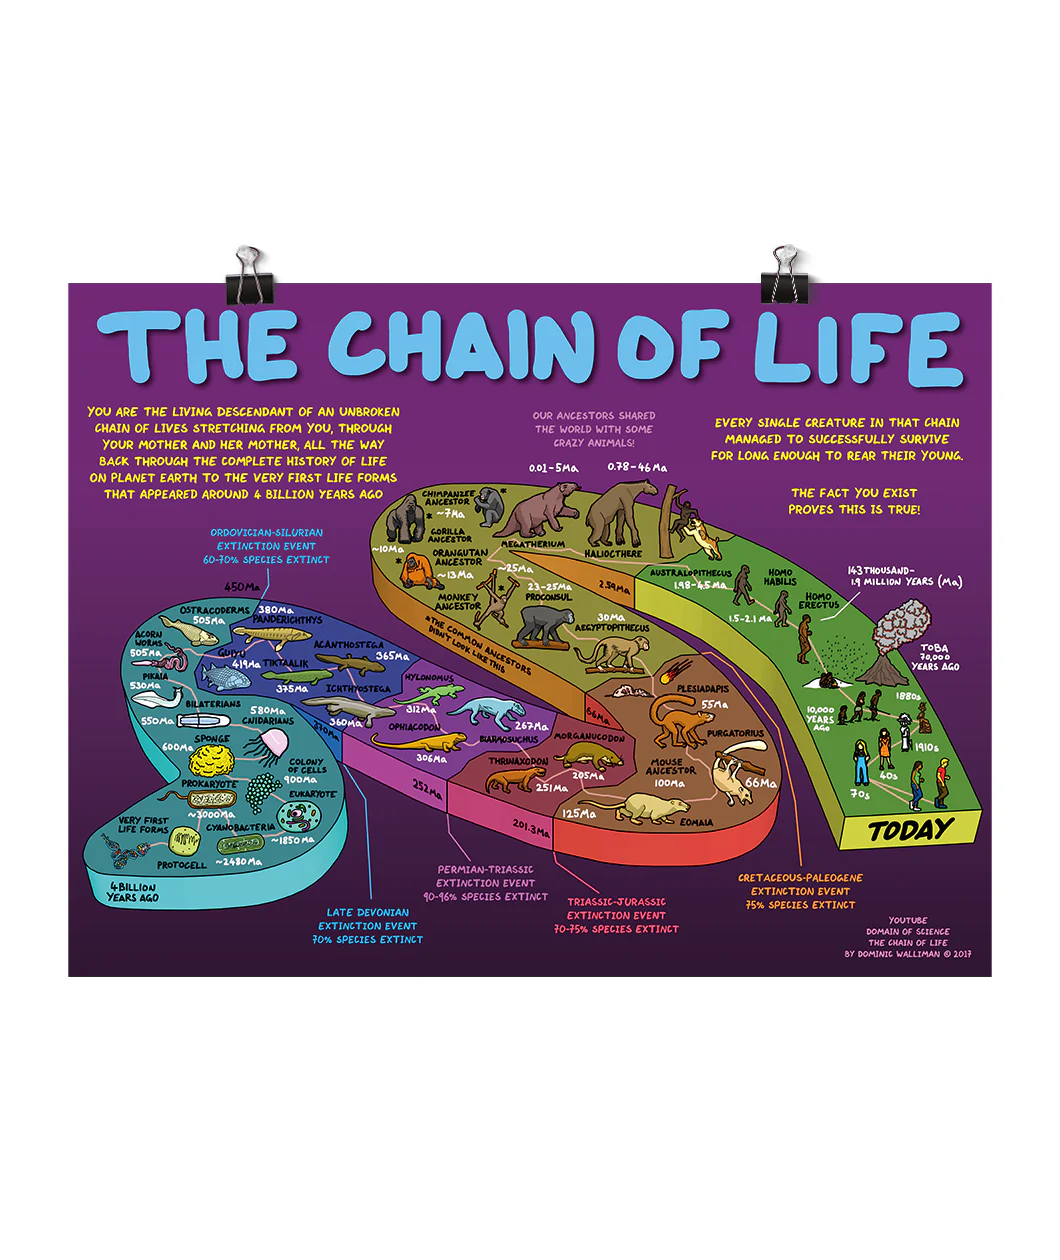 THE CHAIN OF LIFE
YOU ARE THE LIVING DESCENDANT OF AN UNBROKEN
CHAIN OF LIVES STRETCHING FROM YOU, THROUGH
YOUR MOTHER AND HER MOTHER, ALL THE WAY
BACK THROUGH THE COMPLETE HISTORY OF LIFE
ON PLANET EARTH TO THE VERY FIRST LIFE FORMS
THAT APPEARED AROUND 4 BILLION YEARS AGO
OUR ANCESTORS SHARED
THE WORLD WITH SOME
CRAZY ANIMALS!
EVERY SINGLE CREATURE IN THAT CHAIN
MANAGED TO SUCCESSFULLY SURVIVE
FOR LONG ENOUGH TO REAR THEIR YOUNG.
THE FACT YOU EXIST
PROVES THIS IS TRUE!
ORDOVICIAN-SILURIAN
EXTINCTION EVENT
60-70% SPECIES EXTINCT
450Ma
4 BILLION
YEARS AGO
VERY FIRST
LIFE FORMS
PROTOCELL
PROKARYOTE
~3000Ma
CYANOBACTERIA
~2480Ma
EUKARYOTE
~1850Ma
COLONY
OF CELLS
900Ma
SPONGE
600Ma
580Ma
CNIDARIANS
BILATERIANS
550Ma
PIKAIA
530Ma
ACORN
WORMS
505Ma
OSTRACODERMS
505Ma
GUIYU
419Ma
380Ma
PANDERICHTHYS
TIKTAALIK
375Ma
ACANTHOSTEGA
365Ma
ICHTHYOSTEGA
360Ma
370Ma
HYLONOMUS
312Ma
OPHIACODON
306Ma
BIARMOSUCHUS
267Ma
252Ma
THRINAXODON
251Ma
MORGANUCODON
205Ma
201.3Ma
125Ma
EOMAIA
MOUSE
ANCESTOR
100Ma
PURGATORIUS
66Ma
PLESIADAPIS
55Ma
66Ma
30Ma
AEGYPTOPITHECUS
23-25Ma
PROCONSUL
~25Ma
MONKEY
ANCESTOR
ORANGUTAN
ANCESTOR
~13Ma
*
GORILLA
ANCESTOR
~10Ma
*
CHIMPANZEE
ANCESTOR
~7Ma
*
*
*THE COMMON ANCESTORS
DIDN'T LOOK LIKE THIS
0.01-5Ma
MEGATHERIUM
0.78-46Ma
HALIOCTHERE
2.59Ma
AUSTRALOPITHECUS
1.98-4.5Ma
HOMO
HABILIS
1.5-2.1Ma
HOMO
ERECTUS
143 THOUSAND-
1.9 MILLION YEARS (Ma)
TOBA
70,000
YEARS AGO
10,000
YEARS
AGO
1880s
1910s
40s
70s
TODAY
LATE DEVONIAN
EXTINCTION EVENT
70% SPECIES EXTINCT
PERMIAN-TRIASSIC
EXTINCTION EVENT
90-96% SPECIES EXTINCT
TRIASSIC-JURASSIC
EXTINCTION EVENT
70-75% SPECIES EXTINCT
CRETACEOUS-PALEOGENE
EXTINCTION EVENT
75% SPECIES EXTINCT
YOUTUBE
DOMAIN OF SCIENCE
THE CHAIN OF LIFE
BY DOMINIC WALLIMAN © 2017